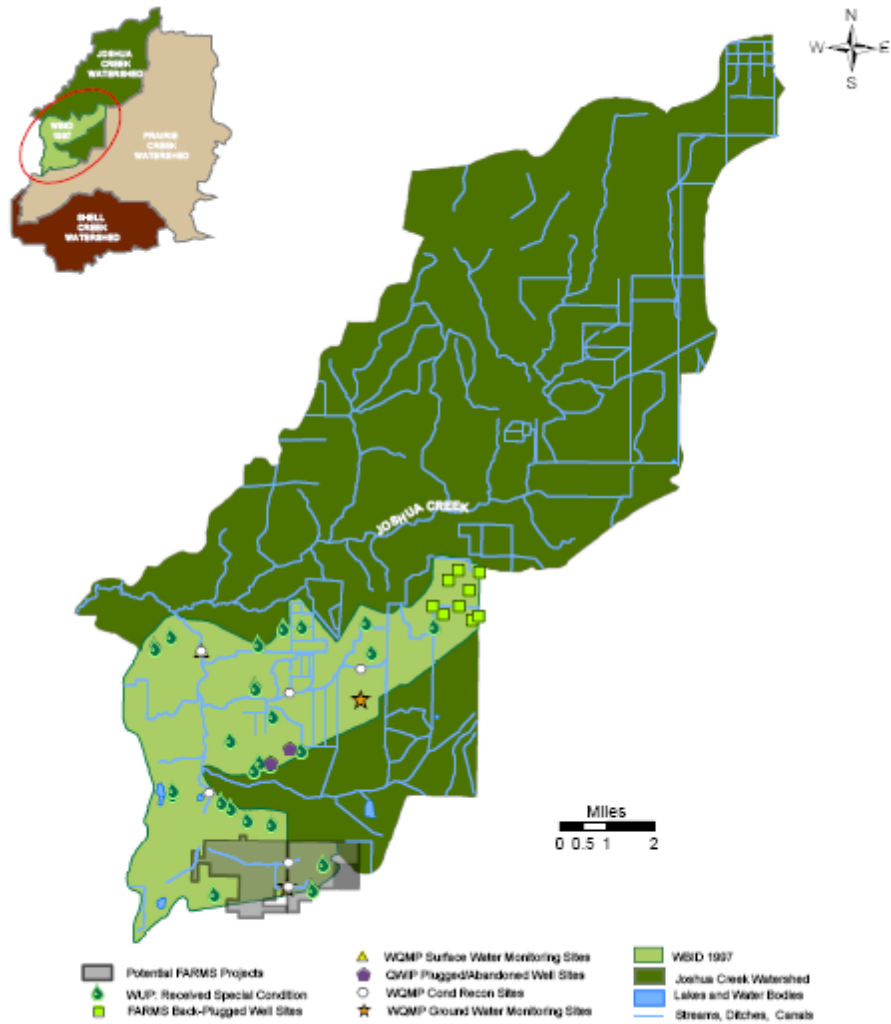 JOSHUA
CREEK
WATERSHED
WBID
1997
PRAIRIE
CREEK
WATERSHED
SHELL
CREEK
WATERSHED
N
W E
S
JOSHUA CREEK
Miles
0 0.5 1 2
Potential FARMS Projects
WUP: Received Special Condition
FARMS Back-Plugged Well Sites
WQMP Surface Water Monitoring Sites
QWIP Plugged/Abandoned Well Sites
WQMP Cond Recon Sites
WQMP Ground Water Monitoring Sites
WBID 1997
Joshua Creek Watershed
Lakes and Water Bodies
Streams, Ditches, Canals